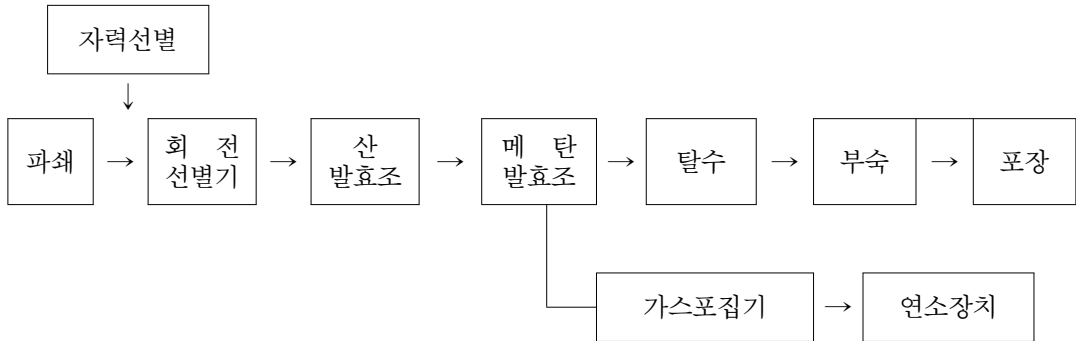 자력선별
↓
파쇄 → 회 전 → 산 → 메 탄 → 탈수 → 부숙 → 포장
선별기 발효조 발효조
가스포집기 → 연소장치